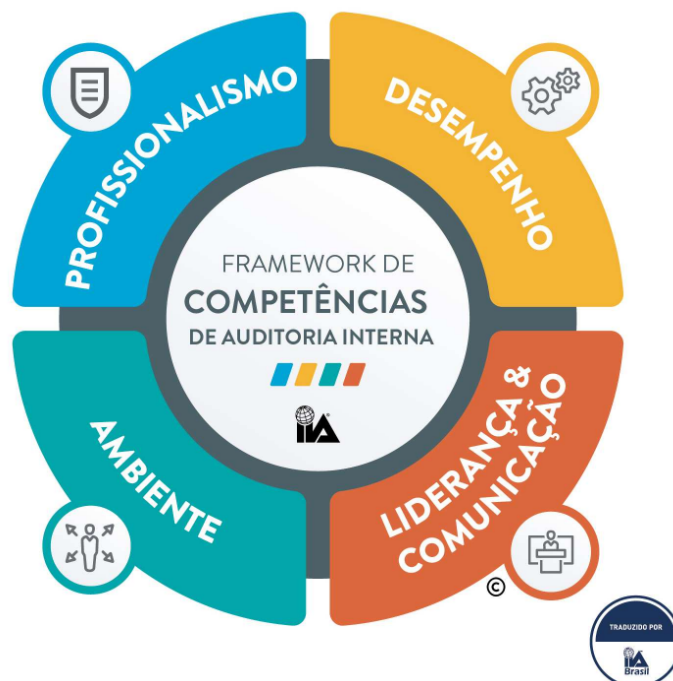 PROFISSIONALISMO
DESEMPENHO
FRAMEWORK DE
COMPETÊNCIAS
DE AUDITORIA INTERNA
IIA
AMBIENTE
LIDERANÇA &
COMUNICAÇÃO
©
TRADUZIDO POR
IIA
Brasil